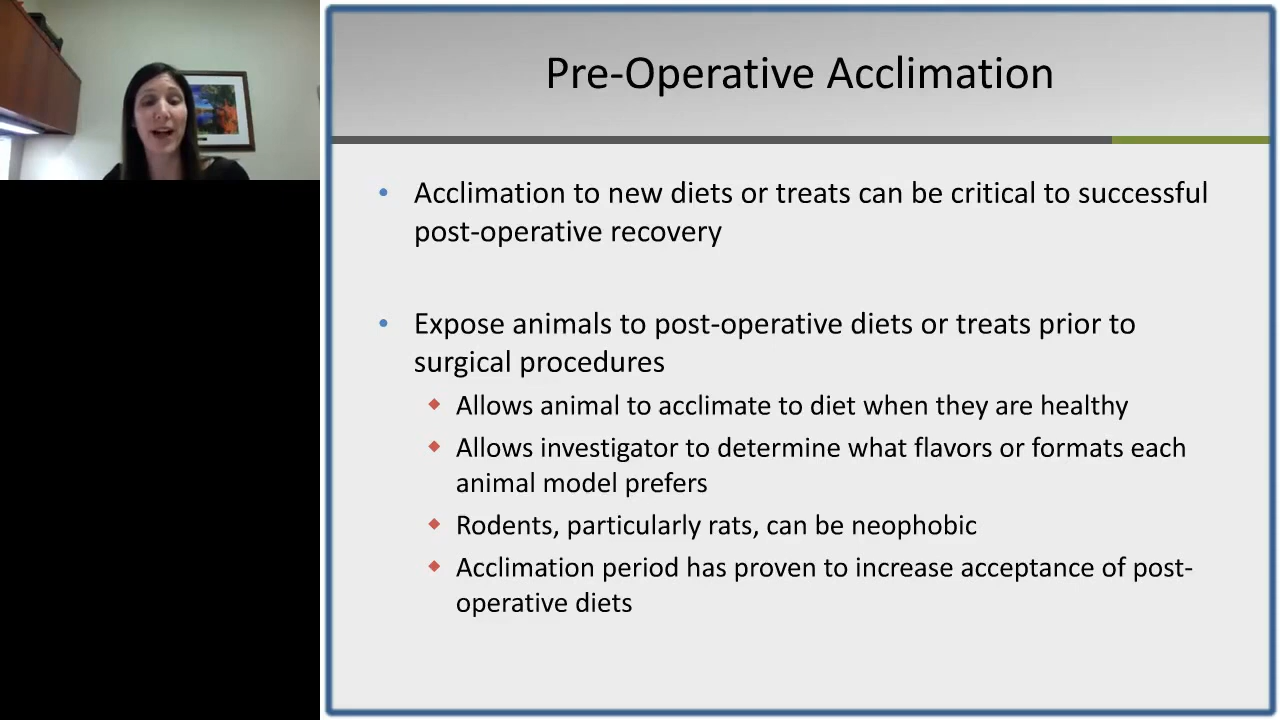 Pre-Operative Acclimation
• Acclimation to new diets or treats can be critical to successful
post-operative recovery
• Expose animals to post-operative diets or treats prior to
surgical procedures
◆ Allows animal to acclimate to diet when they are healthy
◆ Allows investigator to determine what flavors or formats each
animal model prefers
◆ Rodents, particularly rats, can be neophobic
◆ Acclimation period has proven to increase acceptance of post-
operative diets